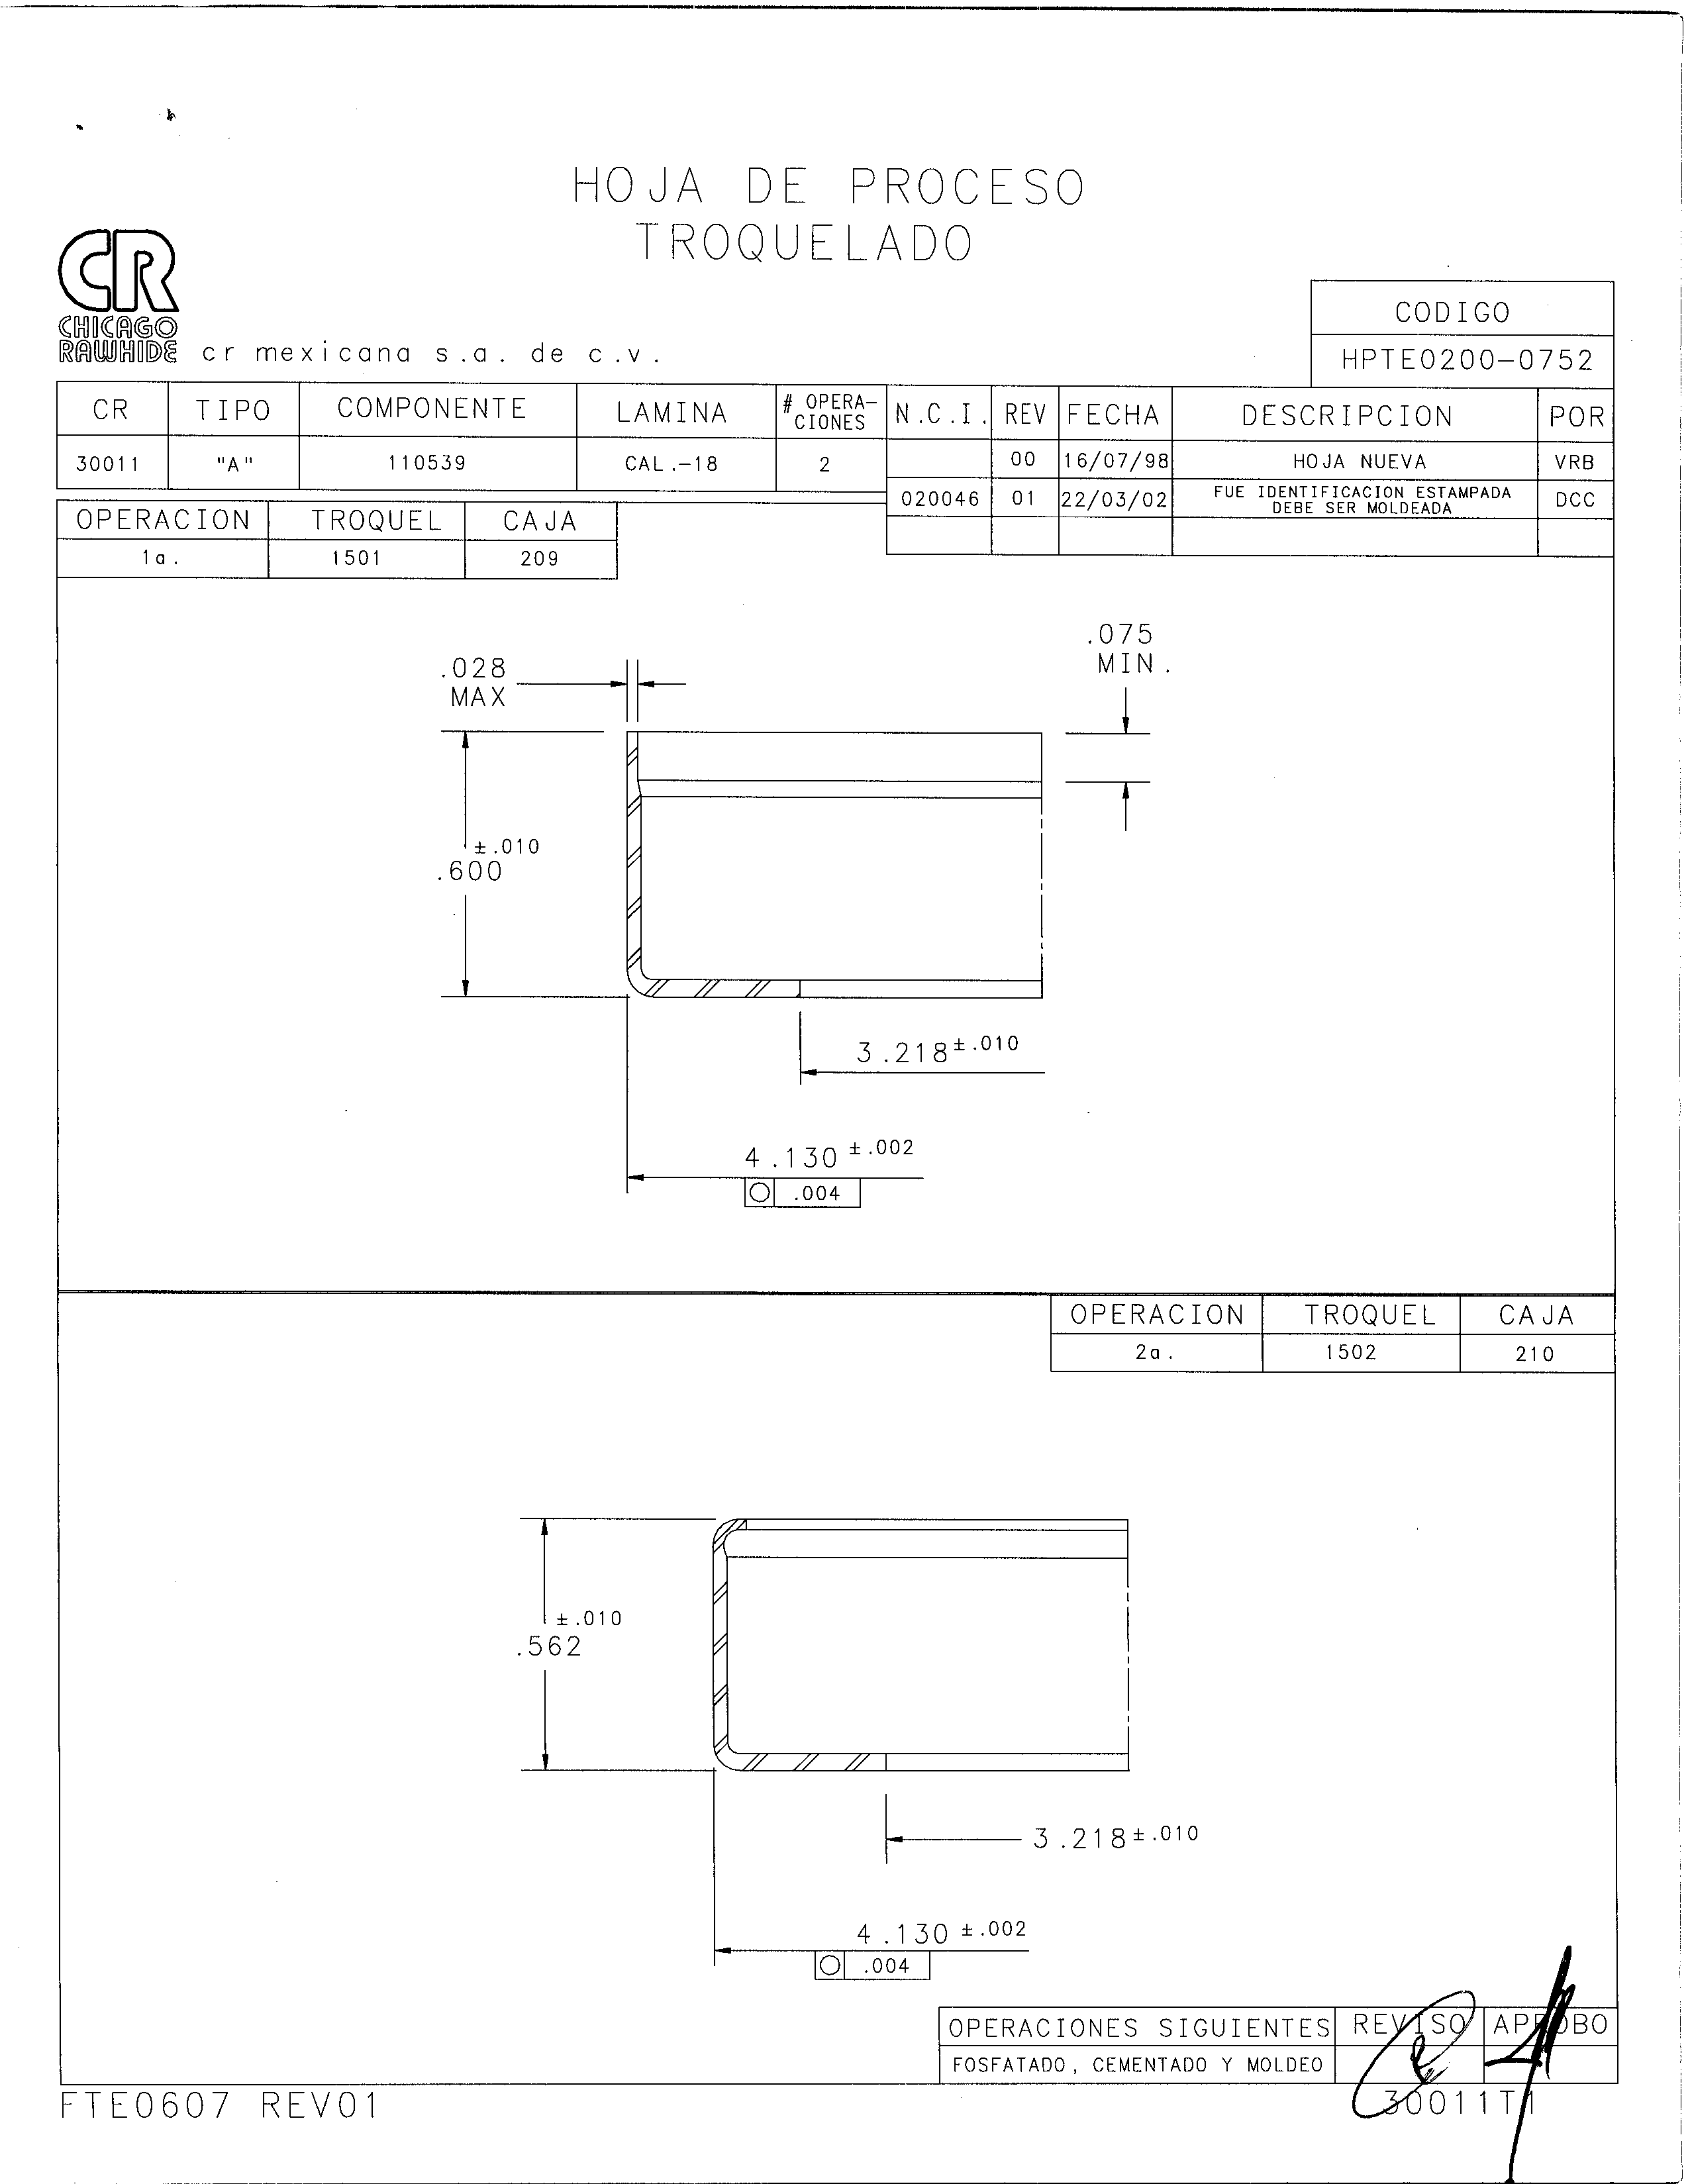 HOJA DE PROCESO
TROQUELADO
CR
CHICAGO
RAWHIDE
cr mexicana s.a. de c.v.
CODIGO
HPTE0200-0752
CR TIPO COMPONENTE LAMINA # OPERA-
CIONES N.C.I. REV FECHA DESCRIPCION POR
30011 "A" 110539 CAL.-18 2 00 16/07/98 HOJA NUEVA VRB
020046 01 22/03/02 FUE IDENTIFICACION ESTAMPADA
DEBE SER MOLDEADA DCC
OPERACION TROQUEL CAJA
1a. 1501 209
.075
MIN.
.028
MAX
±.010
.600
3.218±.010
4.130 ±.002
.004
OPERACION TROQUEL CAJA
2a. 1502 210
±.010
.562
3.218±.010
4.130 ±.002
.004
OPERACIONES SIGUIENTES REVISO APROBO
FOSFATADO, CEMENTADO Y MOLDEO
FTE0607 REV01
30011T1